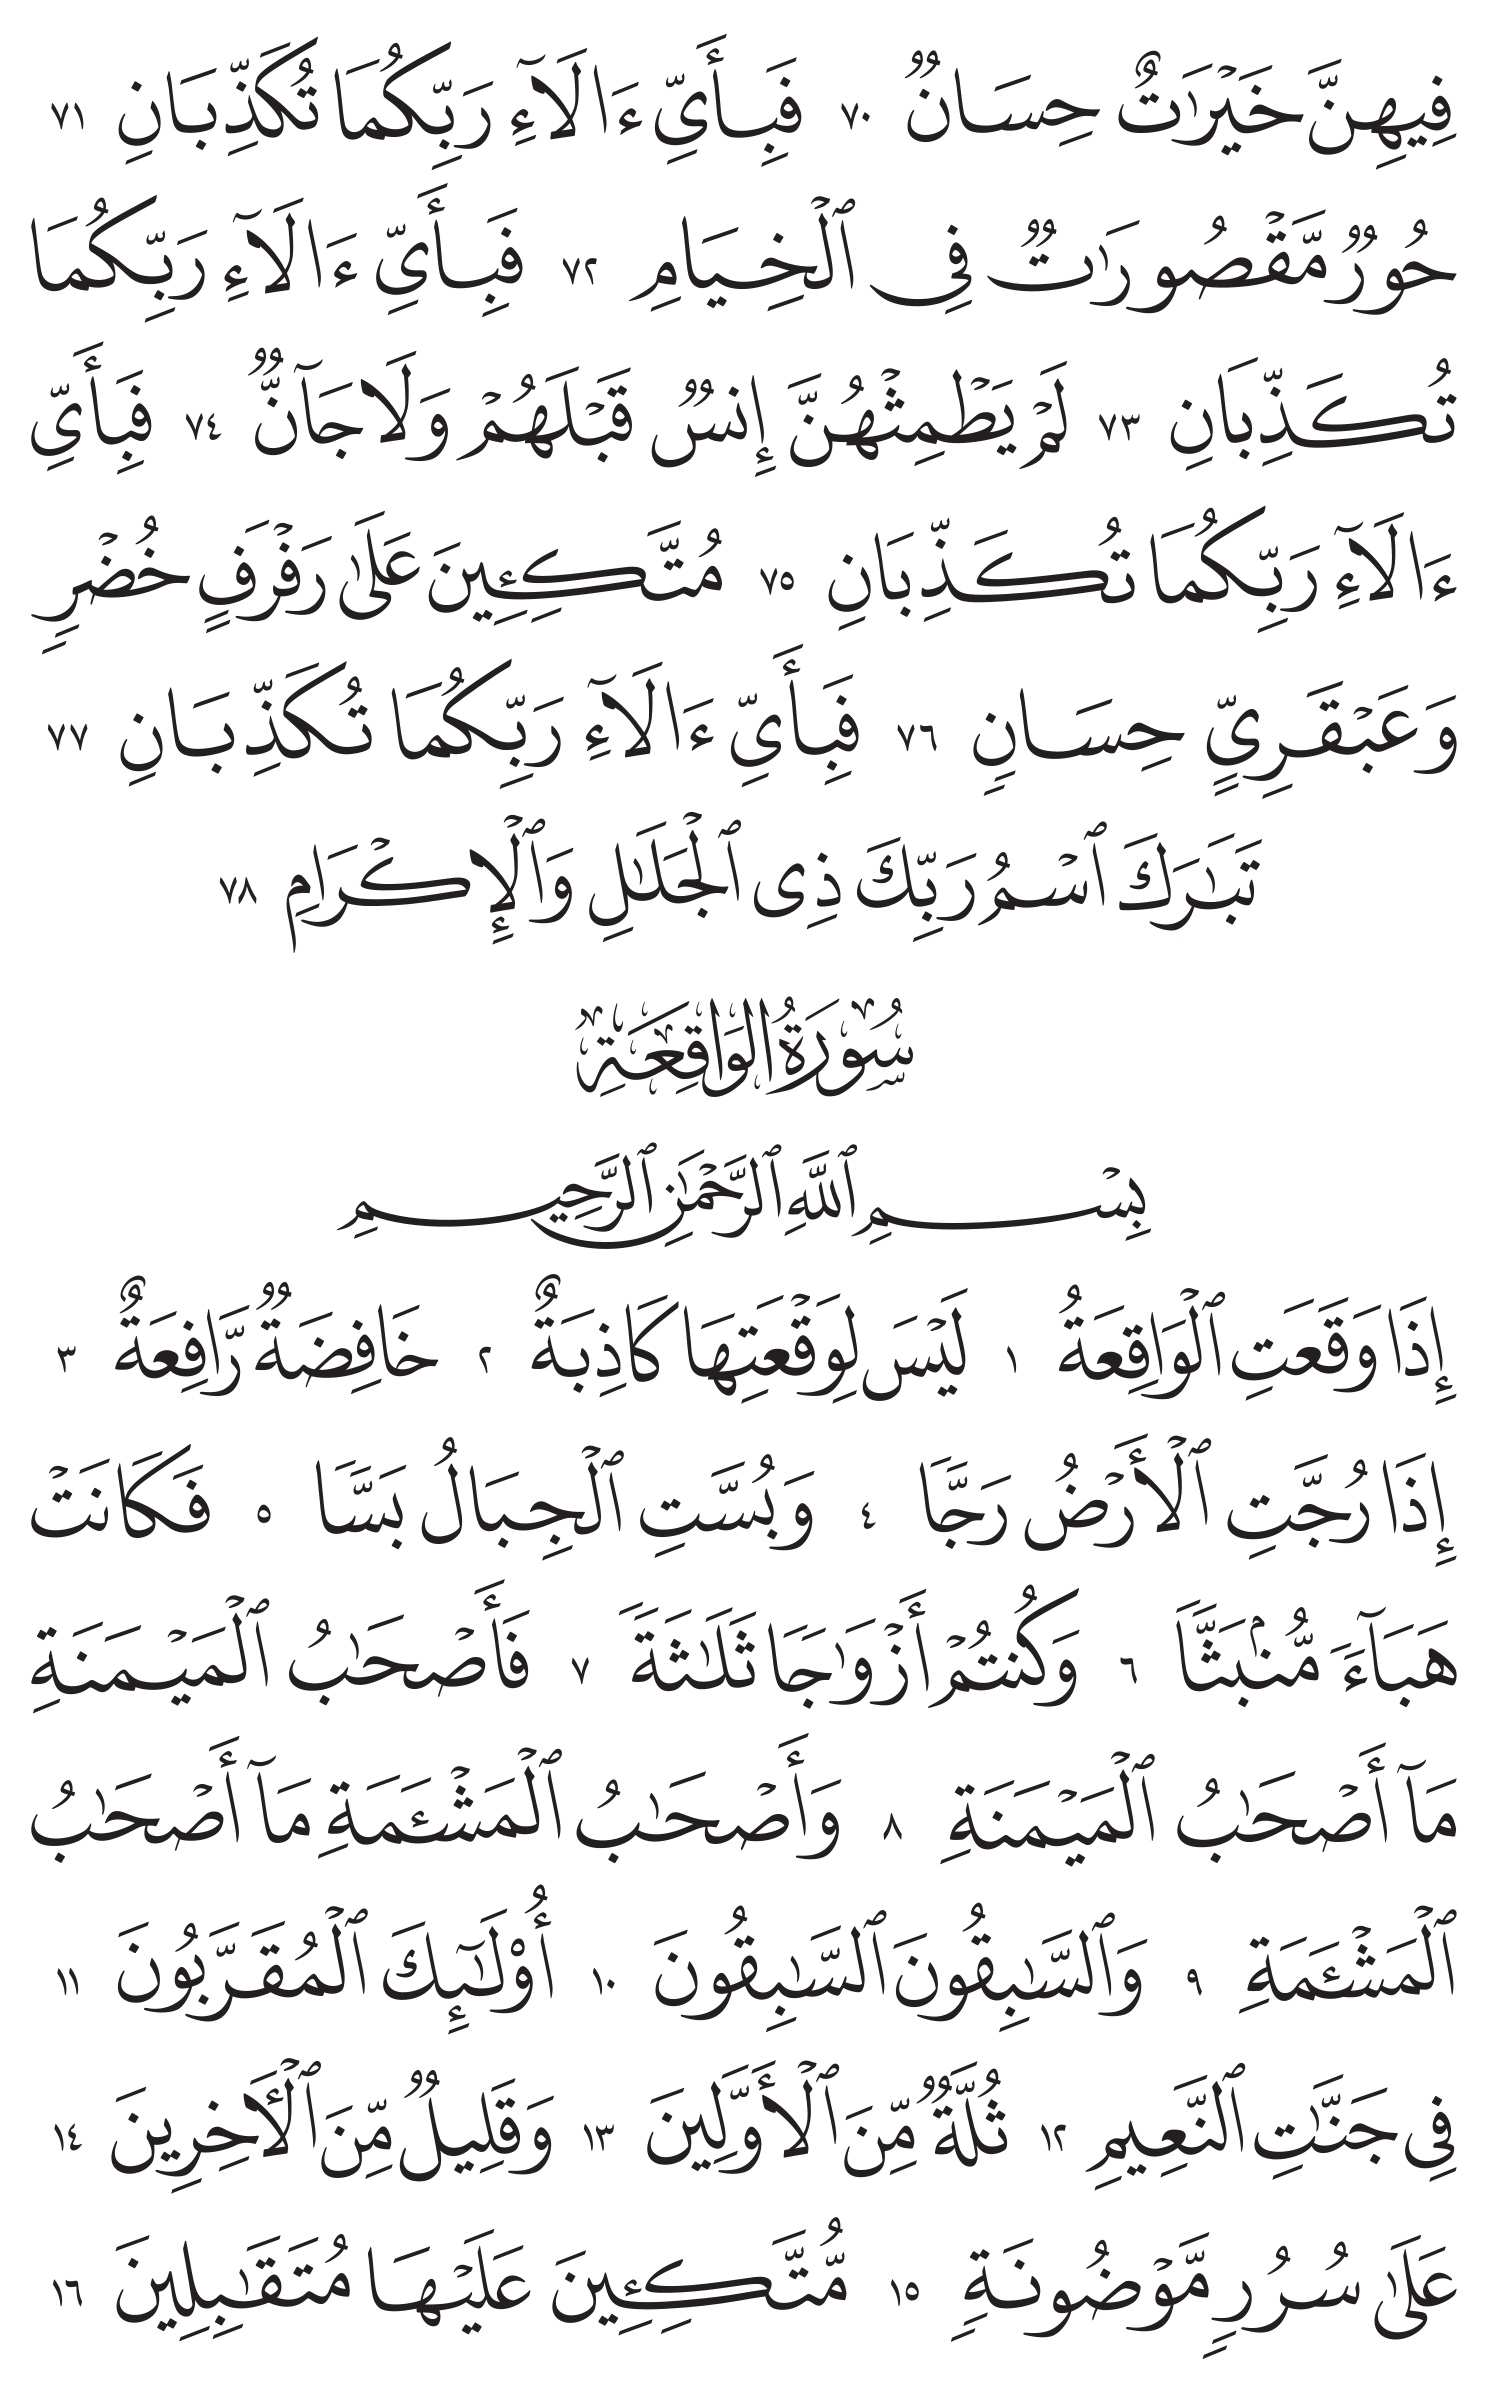 فِيهِنَّ خَيْرَٰتٌ حِسَانٌ ٧٠ فَبِأَيِّ ءَالَآءِ رَبِّكُمَا تُكَذِّبَانِ ٧١
حُورٌ مَّقْصُورَٰتٌ فِى ٱلْخِيَامِ ٧٢ فَبِأَيِّ ءَالَآءِ رَبِّكُمَا
تُكَذِّبَانِ ٧٣ لَمْ يَطْمِثْهُنَّ إِنسٌ قَبْلَهُمْ وَلَا جَآنٌّ ٧٤ فَبِأَيِّ
ءَالَآءِ رَبِّكُمَا تُكَذِّبَانِ ٧٥ مُتَّكِـِٔينَ عَلَىٰ رَفْرَفٍ خُضْرٍ
وَعَبْقَرِيٍّ حِسَانٍ ٧٦ فَبِأَيِّ ءَالَآءِ رَبِّكُمَا تُكَذِّبَانِ ٧٧
تَبَٰرَكَ ٱسْمُ رَبِّكَ ذِى ٱلْجَلَٰلِ وَٱلْإِكْرَامِ ٧٨
سُورَةُ الوَاقِعَةِ
بِسْمِ ٱللَّهِ ٱلرَّحْمَٰنِ ٱلرَّحِيمِ
إِذَا وَقَعَتِ ٱلْوَاقِعَةُ ١ لَيْسَ لِوَقْعَتِهَا كَاذِبَةٌ ٢ خَافِضَةٌ رَّافِعَةٌ ٣
إِذَا رُجَّتِ ٱلْأَرْضُ رَجًّا ٤ وَبُسَّتِ ٱلْجِبَالُ بَسًّا ٥ فَكَانَتْ
هَبَآءً مُّنۢبَثًّا ٦ وَكُنتُمْ أَزْوَٰجًا ثَلَٰثَةً ٧ فَأَصْحَٰبُ ٱلْمَيْمَنَةِ
مَآ أَصْحَٰبُ ٱلْمَيْمَنَةِ ٨ وَأَصْحَٰبُ ٱلْمَشْـَٔمَةِ مَآ أَصْحَٰبُ
ٱلْمَشْـَٔمَةِ ٩ وَٱلسَّٰبِقُونَ ٱلسَّٰبِقُونَ ١٠ أُو۟لَٰٓئِكَ ٱلْمُقَرَّبُونَ ١١
فِى جَنَّٰتِ ٱلنَّعِيمِ ١٢ ثُلَّةٌ مِّنَ ٱلْأَوَّلِينَ ١٣ وَقَلِيلٌ مِّنَ ٱلْـَٔاخِرِينَ ١٤
عَلَىٰ سُرُرٍ مَّوْضُونَةٍ ١٥ مُّتَّكِـِٔينَ عَلَيْهَا مُتَقَٰبِلِينَ ١٦